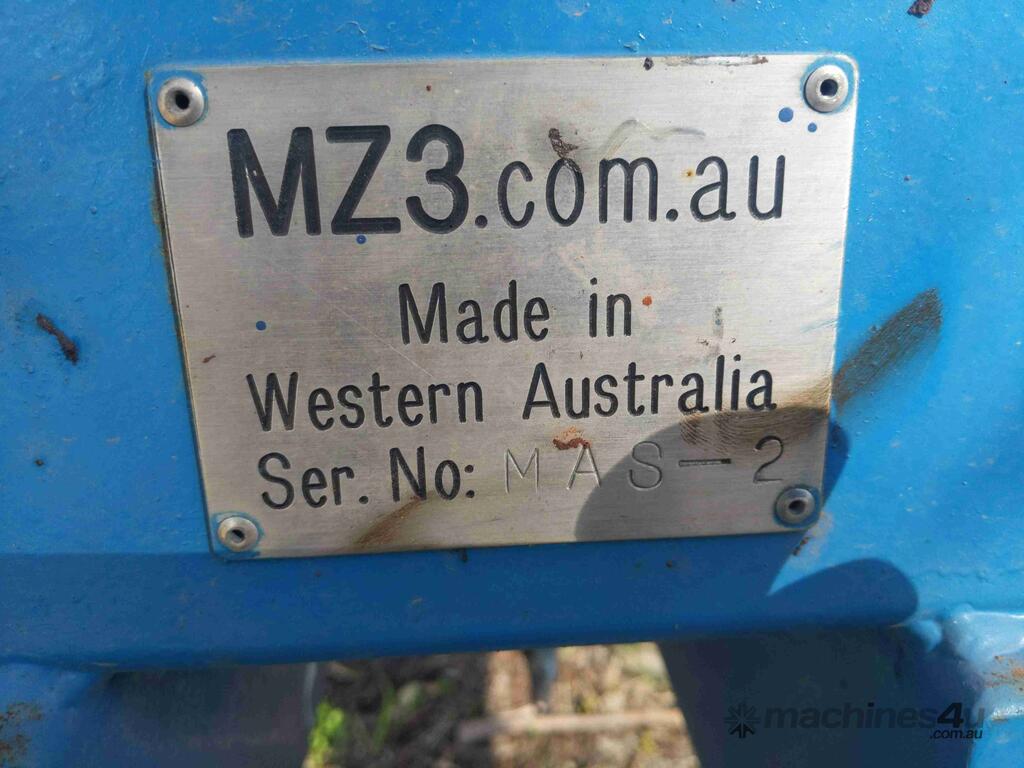 MZ3.com.au
Made in
Western Australia
Ser. No: MAS-2
machines4u
.com.au